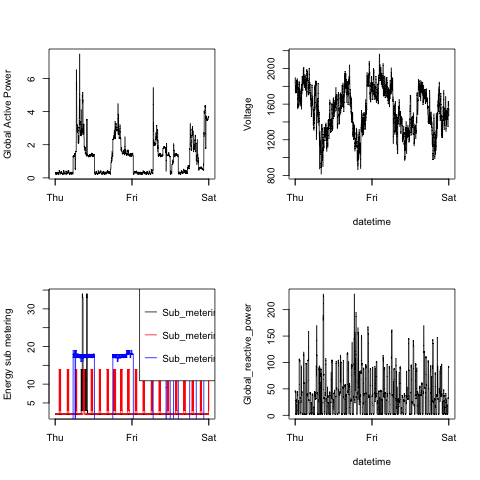 Global Active Power
0 2 4 6
Thu Fri Sat
Voltage
800 1200 1600 2000
Thu Fri Sat
datetime
Energy sub metering
5 10 20 30
Thu Fri Sat
Sub_meterin
Sub_meterin
Sub_meterin
Global_reactive_power
0 50 100 150 200
Thu Fri Sat
datetime